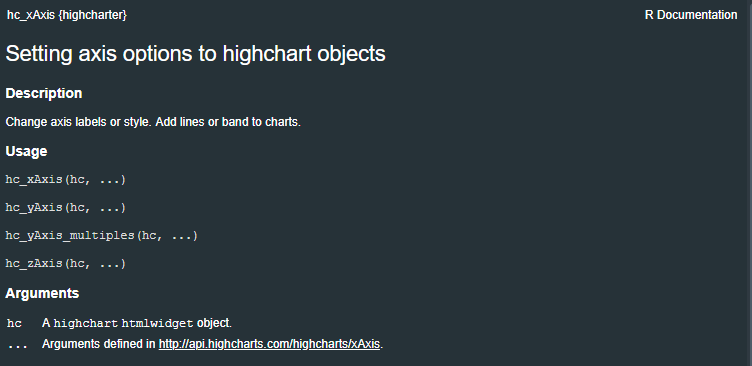 hc_xAxis {highcharter} R Documentation
Setting axis options to highchart objects
Description
Change axis labels or style. Add lines or band to charts.
Usage
hc_xAxis(hc, ...)
hc_yAxis(hc, ...)
hc_yAxis_multiples(hc, ...)
hc_zAxis(hc, ...)
Arguments
hc A highchart htmlwidget object.
... Arguments defined in http://api.highcharts.com/highcharts/xAxis.